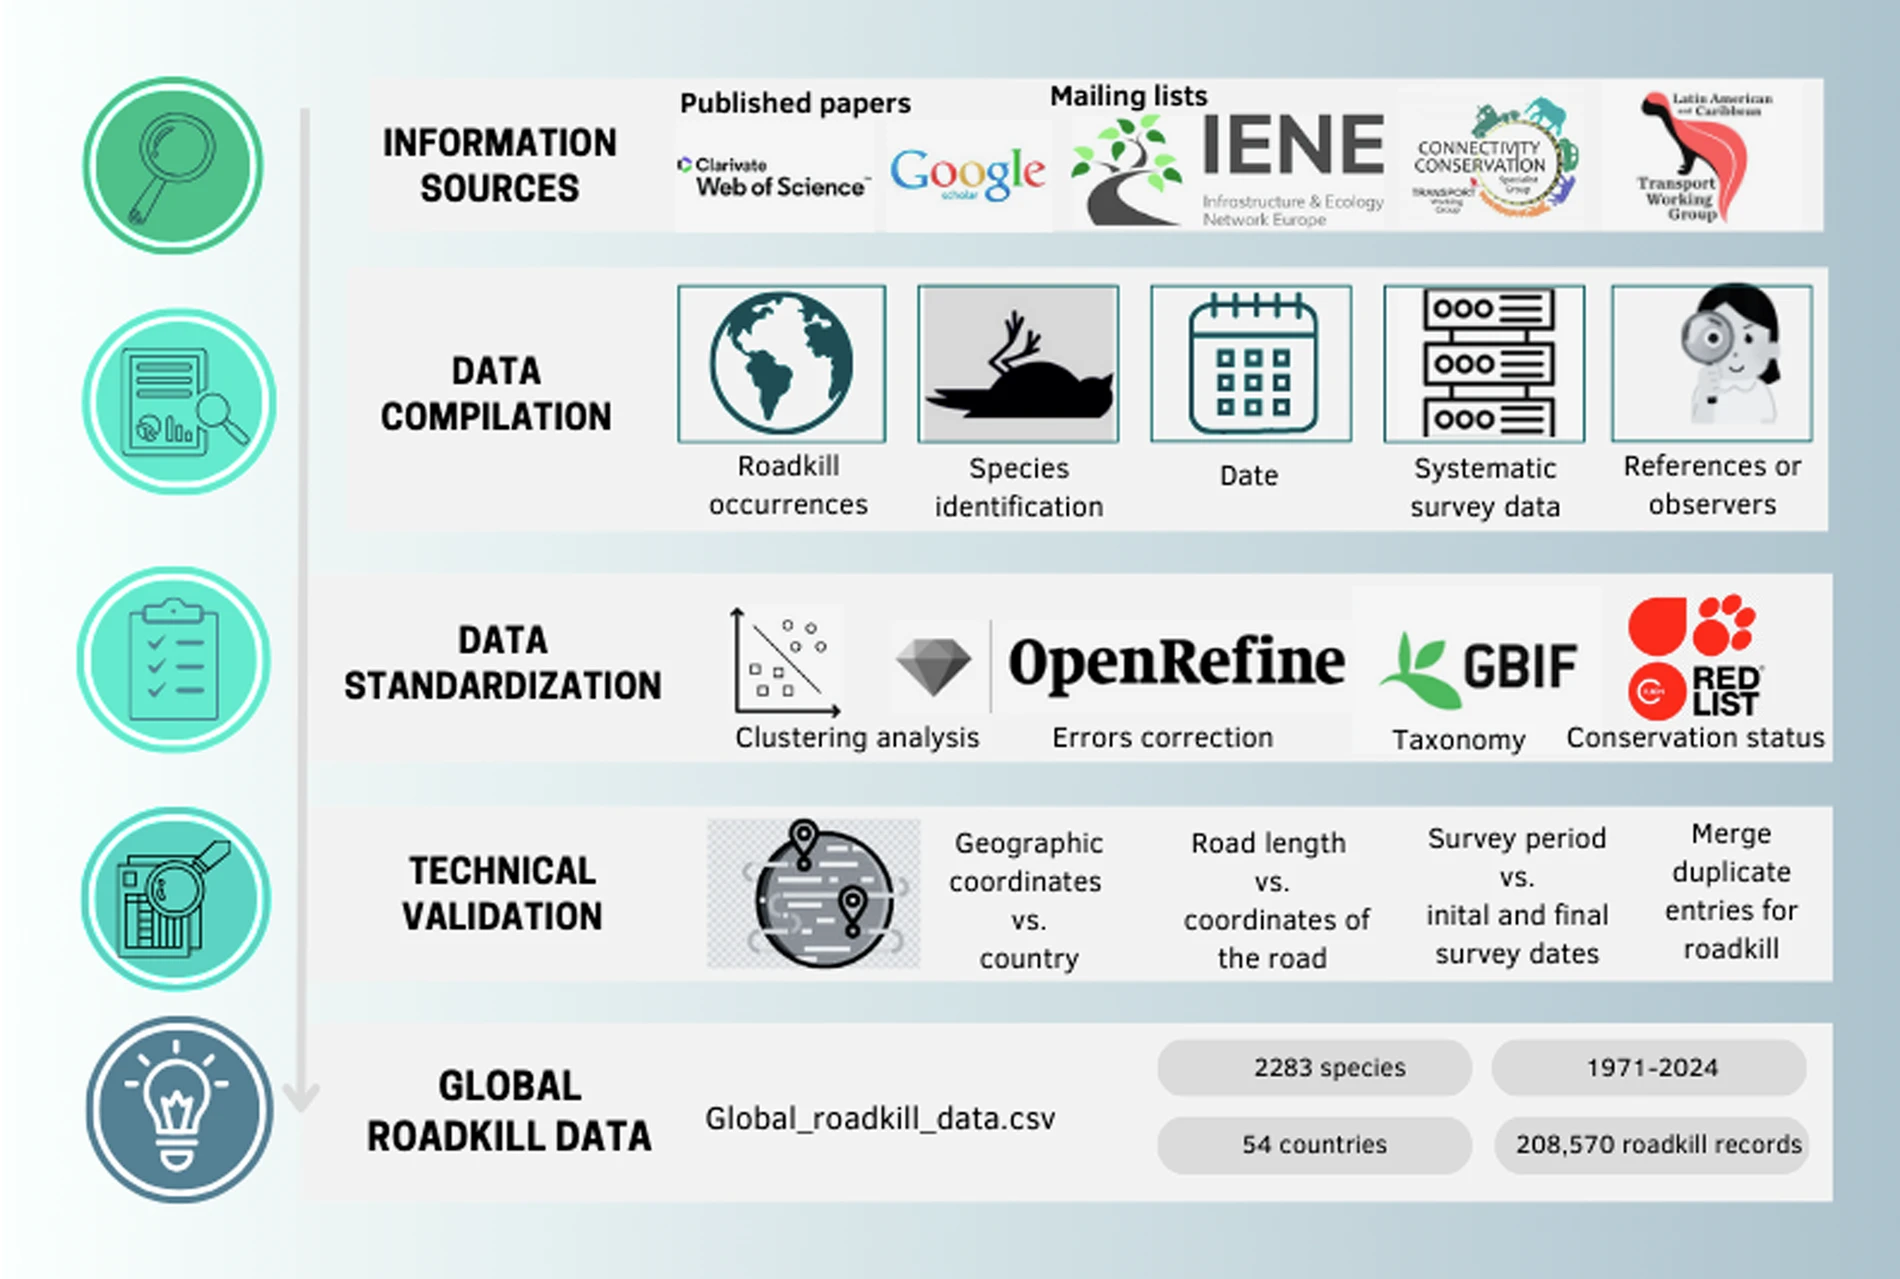 INFORMATION
SOURCES
Published papers
Clarivate
Web of Science™
Google
scholar
Mailing lists
IENE
Infrastructure & Ecology
Network Europe
CONNECTIVITY
CONSERVATION
Specialist
Group
TRANSPORT
Working
Group
Latin American
and Caribbean
Transport
Working
Group
DATA
COMPILATION
Roadkill
occurrences
Species
identification
Date
Systematic
survey data
References or
observers
DATA
STANDARDIZATION
Clustering analysis
OpenRefine
Errors correction
GBIF
Taxonomy
RED
LIST
Conservation status
TECHNICAL
VALIDATION
Geographic
coordinates
vs.
country
Road length
vs.
coordinates of
the road
Survey period
vs.
inital and final
survey dates
Merge
duplicate
entries for
roadkill
GLOBAL
ROADKILL DATA
Global_roadkill_data.csv
2283 species
1971-2024
54 countries
208,570 roadkill records